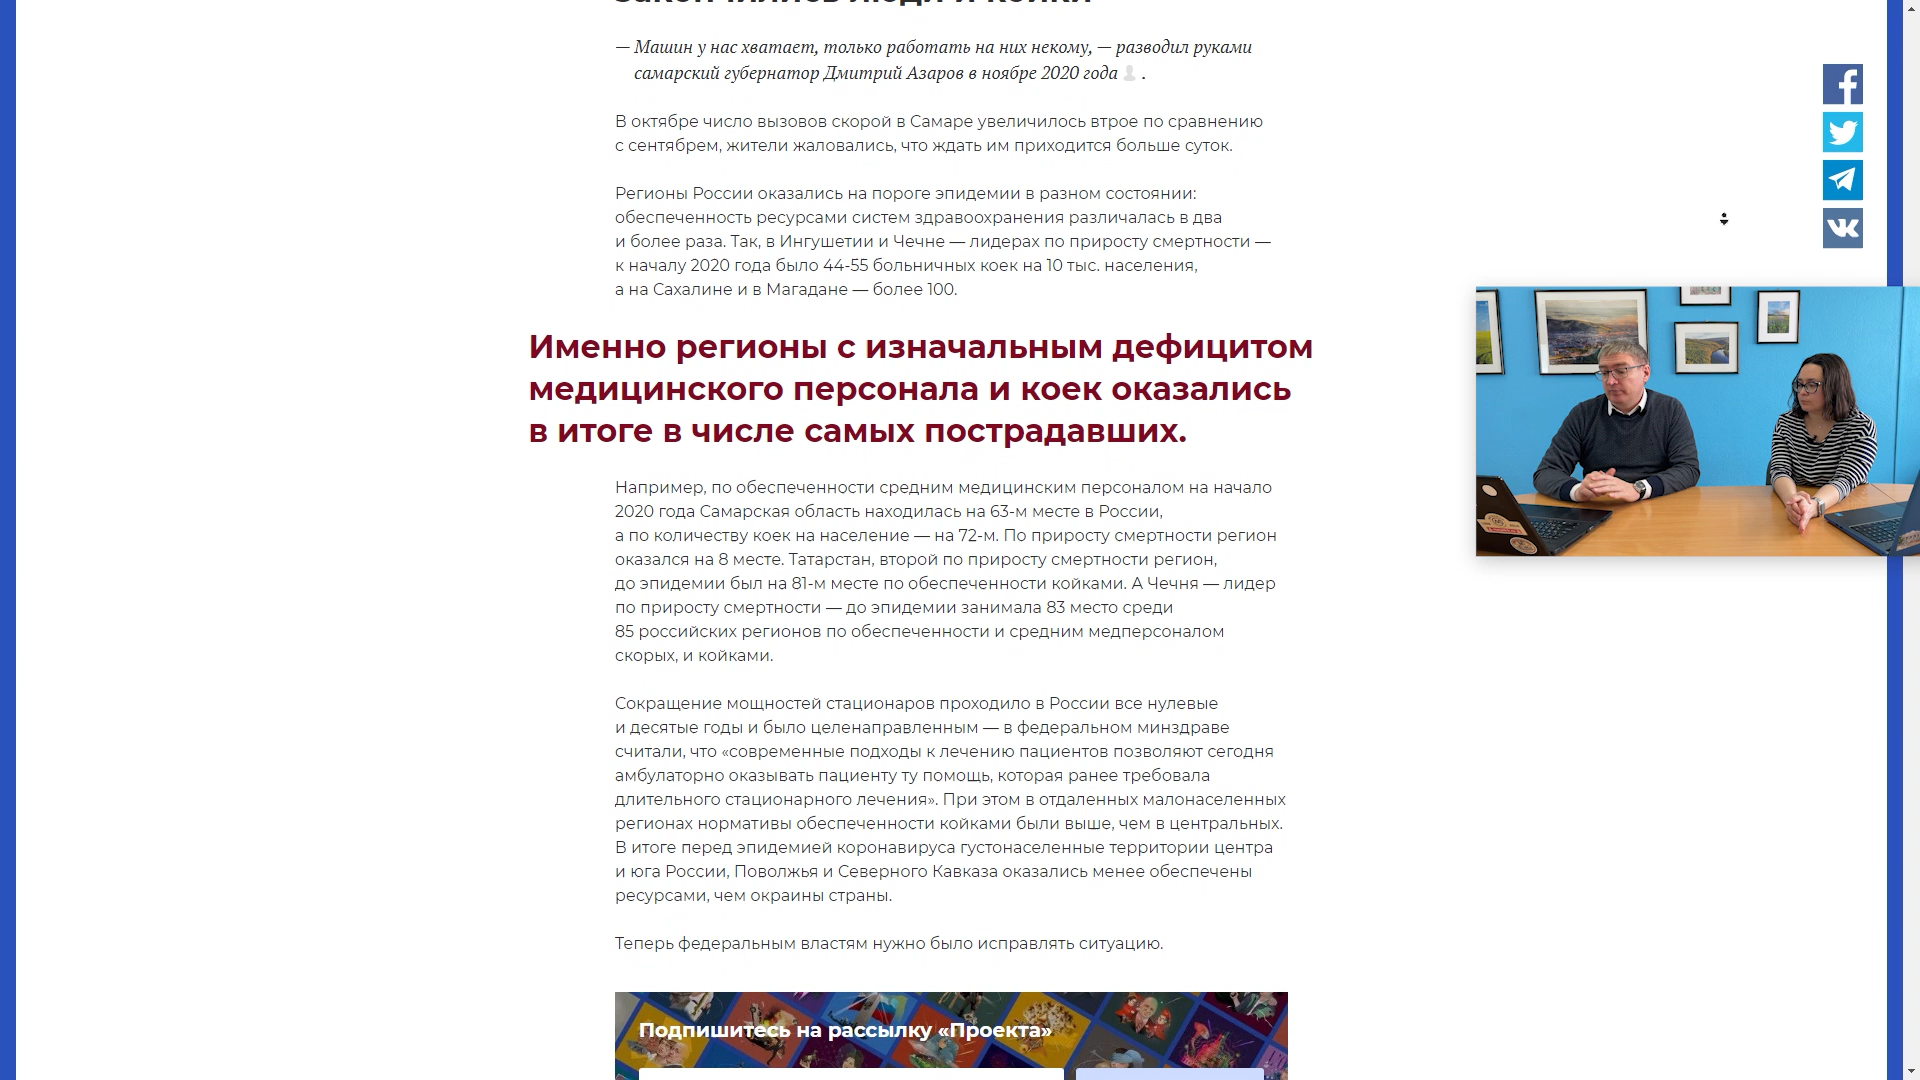 Закончились люди и койки
— Машин у нас хватает, только работать на них некому, — разводил руками
самарский губернатор Дмитрий Азаров в ноябре 2020 года .
В октябре число вызовов скорой в Самаре увеличилось втрое по сравнению
с сентябрем, жители жаловались, что ждать им приходится больше суток.
Регионы России оказались на пороге эпидемии в разном состоянии:
обеспеченность ресурсами систем здравоохранения различалась в два
и более раза. Так, в Ингушетии и Чечне — лидерах по приросту смертности —
к началу 2020 года было 44-55 больничных коек на 10 тыс. населения,
а на Сахалине и в Магадане — более 100.
Именно регионы с изначальным дефицитом
медицинского персонала и коек оказались
в итоге в числе самых пострадавших.
Например, по обеспеченности средним медицинским персоналом на начало
2020 года Самарская область находилась на 63-м месте в России,
а по количеству коек на население — на 72-м. По приросту смертности регион
оказался на 8 месте. Татарстан, второй по приросту смертности регион,
до эпидемии был на 81-м месте по обеспеченности койками. А Чечня — лидер
по приросту смертности — до эпидемии занимала 83 место среди
85 российских регионов по обеспеченности и средним медперсоналом
скорых, и койками.
Сокращение мощностей стационаров проходило в России все нулевые
и десятые годы и было целенаправленным — в федеральном минздраве
считали, что «современные подходы к лечению пациентов позволяют сегодня
амбулаторно оказывать пациенту ту помощь, которая ранее требовала
длительного стационарного лечения». При этом в отдаленных малонаселенных
регионах нормативы обеспеченности койками были выше, чем в центральных.
В итоге перед эпидемией коронавируса густонаселенные территории центра
и юга России, Поволжья и Северного Кавказа оказались менее обеспечены
ресурсами, чем окраины страны.
Теперь федеральным властям нужно было исправлять ситуацию.
Подпишитесь на рассылку «Проекта»